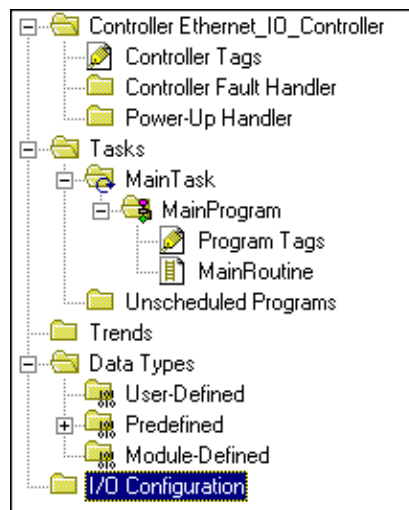 Controller Ethernet_IO_Controller
Controller Tags
Controller Fault Handler
Power-Up Handler
Tasks
MainTask
MainProgram
Program Tags
MainRoutine
Unscheduled Programs
Trends
Data Types
User-Defined
Predefined
Module-Defined
I/O Configuration